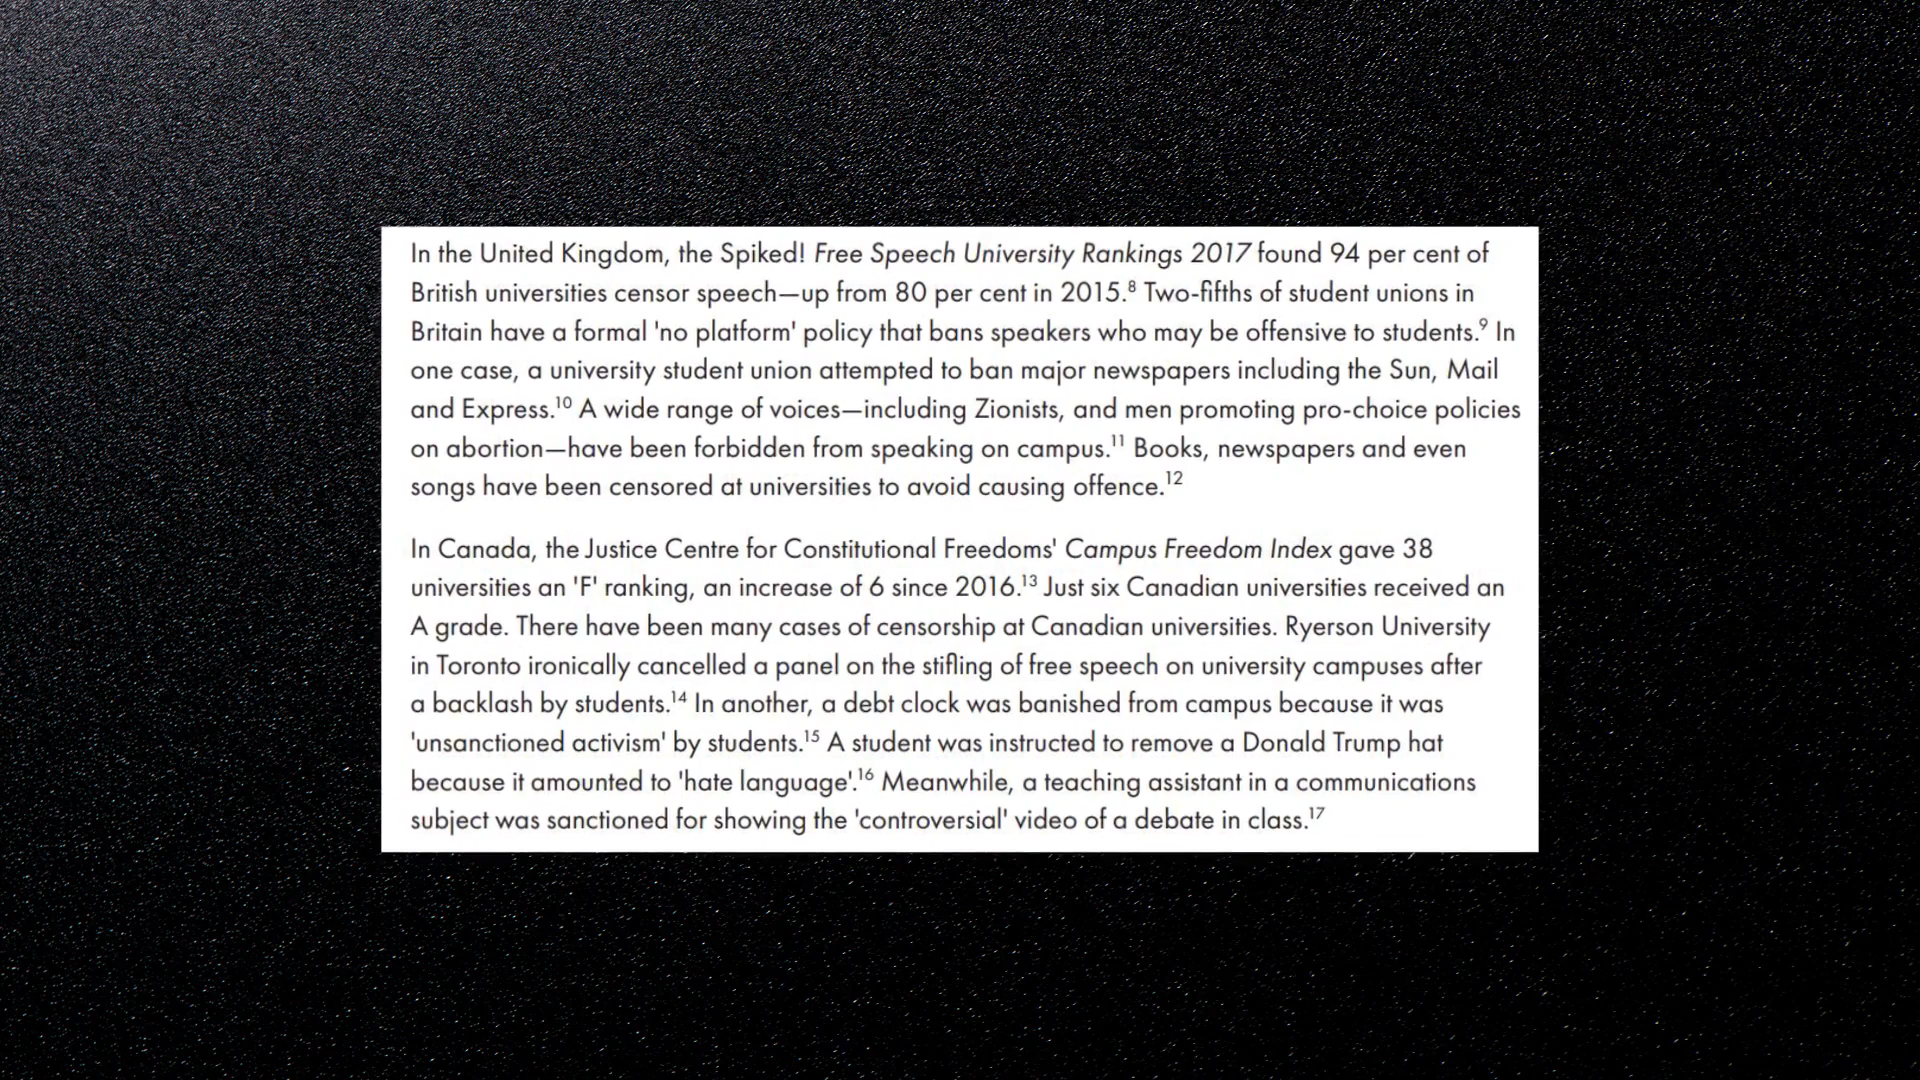 In the United Kingdom, the Spiked! Free Speech University Rankings 2017 found 94 per cent of
British universities censor speech—up from 80 per cent in 2015.⁸ Two-fifths of student unions in
Britain have a formal 'no platform' policy that bans speakers who may be offensive to students.⁹ In
one case, a university student union attempted to ban major newspapers including the Sun, Mail
and Express.¹⁰ A wide range of voices—including Zionists, and men promoting pro-choice policies
on abortion—have been forbidden from speaking on campus.¹¹ Books, newspapers and even
songs have been censored at universities to avoid causing offence.¹²
In Canada, the Justice Centre for Constitutional Freedoms' Campus Freedom Index gave 38
universities an 'F' ranking, an increase of 6 since 2016.¹³ Just six Canadian universities received an
A grade. There have been many cases of censorship at Canadian universities. Ryerson University
in Toronto ironically cancelled a panel on the stifling of free speech on university campuses after
a backlash by students.¹⁴ In another, a debt clock was banished from campus because it was
'unsanctioned activism' by students.¹⁵ A student was instructed to remove a Donald Trump hat
because it amounted to 'hate language'.¹⁶ Meanwhile, a teaching assistant in a communications
subject was sanctioned for showing the 'controversial' video of a debate in class.¹⁷